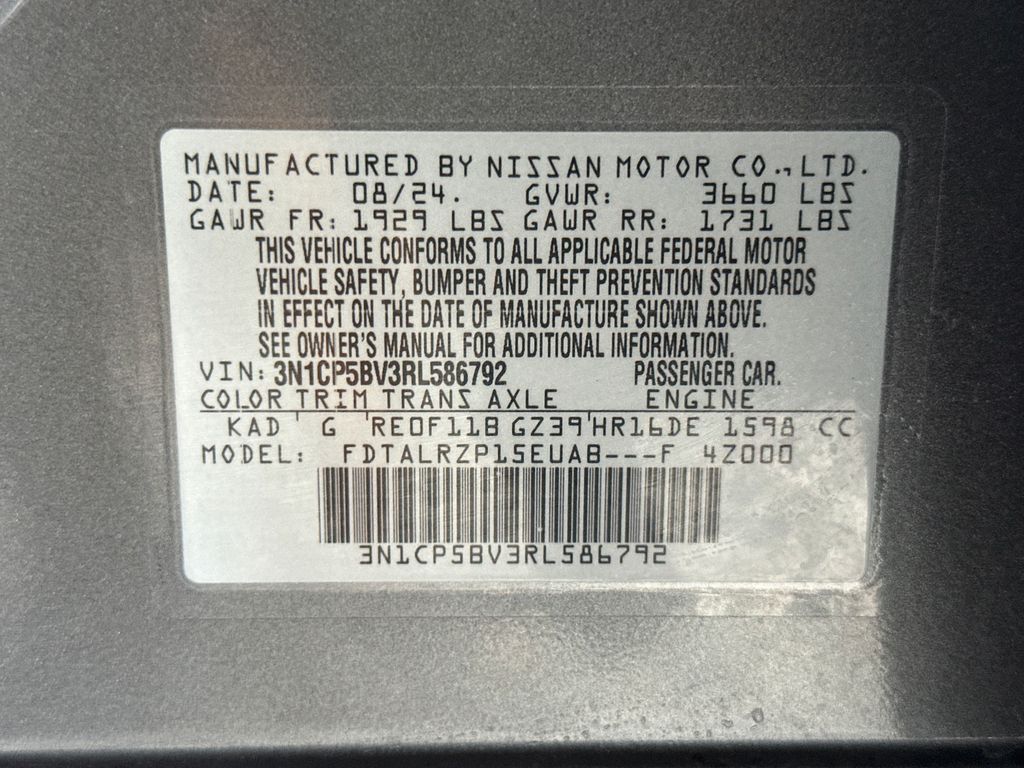 MANUFACTURED BY NISSAN MOTOR CO., LTD.
DATE: 08/24. GVWR: 3660 LBS
GAWR FR: 1929 LBS GAWR RR: 1731 LBS
THIS VEHICLE CONFORMS TO ALL APPLICABLE FEDERAL MOTOR
VEHICLE SAFETY, BUMPER AND THEFT PREVENTION STANDARDS
IN EFFECT ON THE DATE OF MANUFACTURE SHOWN ABOVE.
SEE OWNER'S MANUAL FOR ADDITIONAL INFORMATION.
VIN: 3N1CP5BV3RL586792 PASSENGER CAR.
COLOR TRIM TRANS AXLE ENGINE
KAD ' G 'RE0F11B GZ39'HR16DE 1598 CC
MODEL: FDTALRZP15EUAB---F 4Z000
3N1CP5BV3RL586792